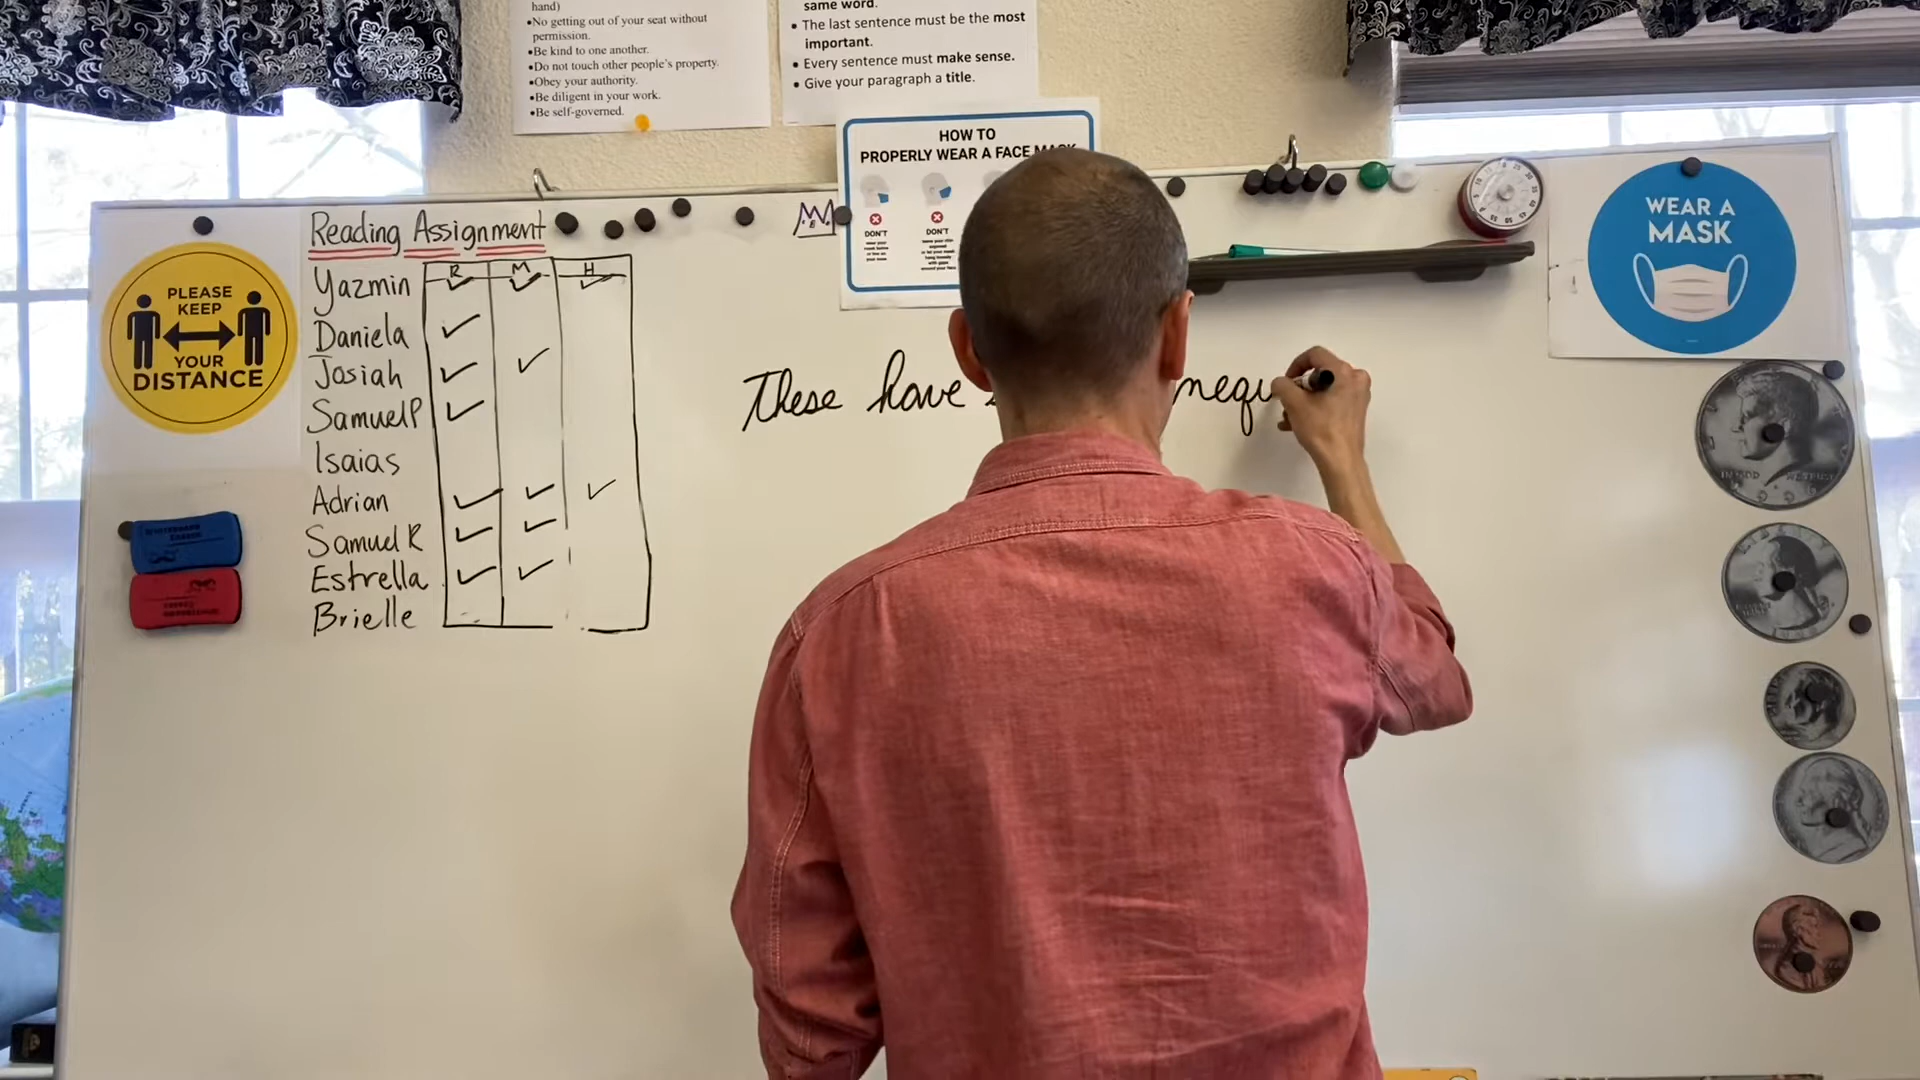 hand)
•No getting out of your seat without
permission.
•Be kind to one another.
•Do not touch other people's property.
•Obey your authority.
•Be diligent in your work.
•Be self-governed.
same word.
• The last sentence must be the most
important.
• Every sentence must make sense.
• Give your paragraph a title.
HOW TO
PROPERLY WEAR A FACE MASK
DON'T
DON'T
WEAR A
MASK
PLEASE
KEEP
YOUR
DISTANCE
Reading Assignment
R M H
Yazmin
Daniela
Josiah
Samuel P
Isaias
Adrian
Samuel R
Estrella
Brielle
These have nequ